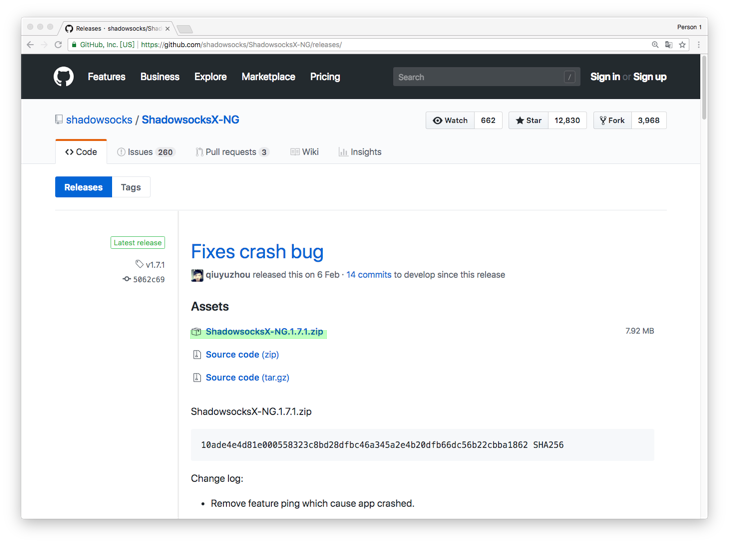 Releases · shadowsocks/Shad
Person 1
GitHub, Inc. [US] | https://github.com/shadowsocks/ShadowsocksX-NG/releases/
Features Business Explore Marketplace Pricing Search / Sign in or Sign up
shadowsocks / ShadowsocksX-NG Watch 662 Star 12,830 Fork 3,968
Code Issues 260 Pull requests 3 Wiki Insights
Releases Tags
Latest release
v1.7.1
5062c69
Fixes crash bug
qiuyuzhou released this on 6 Feb · 14 commits to develop since this release
Assets
ShadowsocksX-NG.1.7.1.zip 7.92 MB
Source code (zip)
Source code (tar.gz)
ShadowsocksX-NG.1.7.1.zip
10ade4e4d81e000558323c8bd28dfbc46a345a2e4b20dfb66dc56b22cbba1862 SHA256
Change log:
• Remove feature ping which cause app crashed.